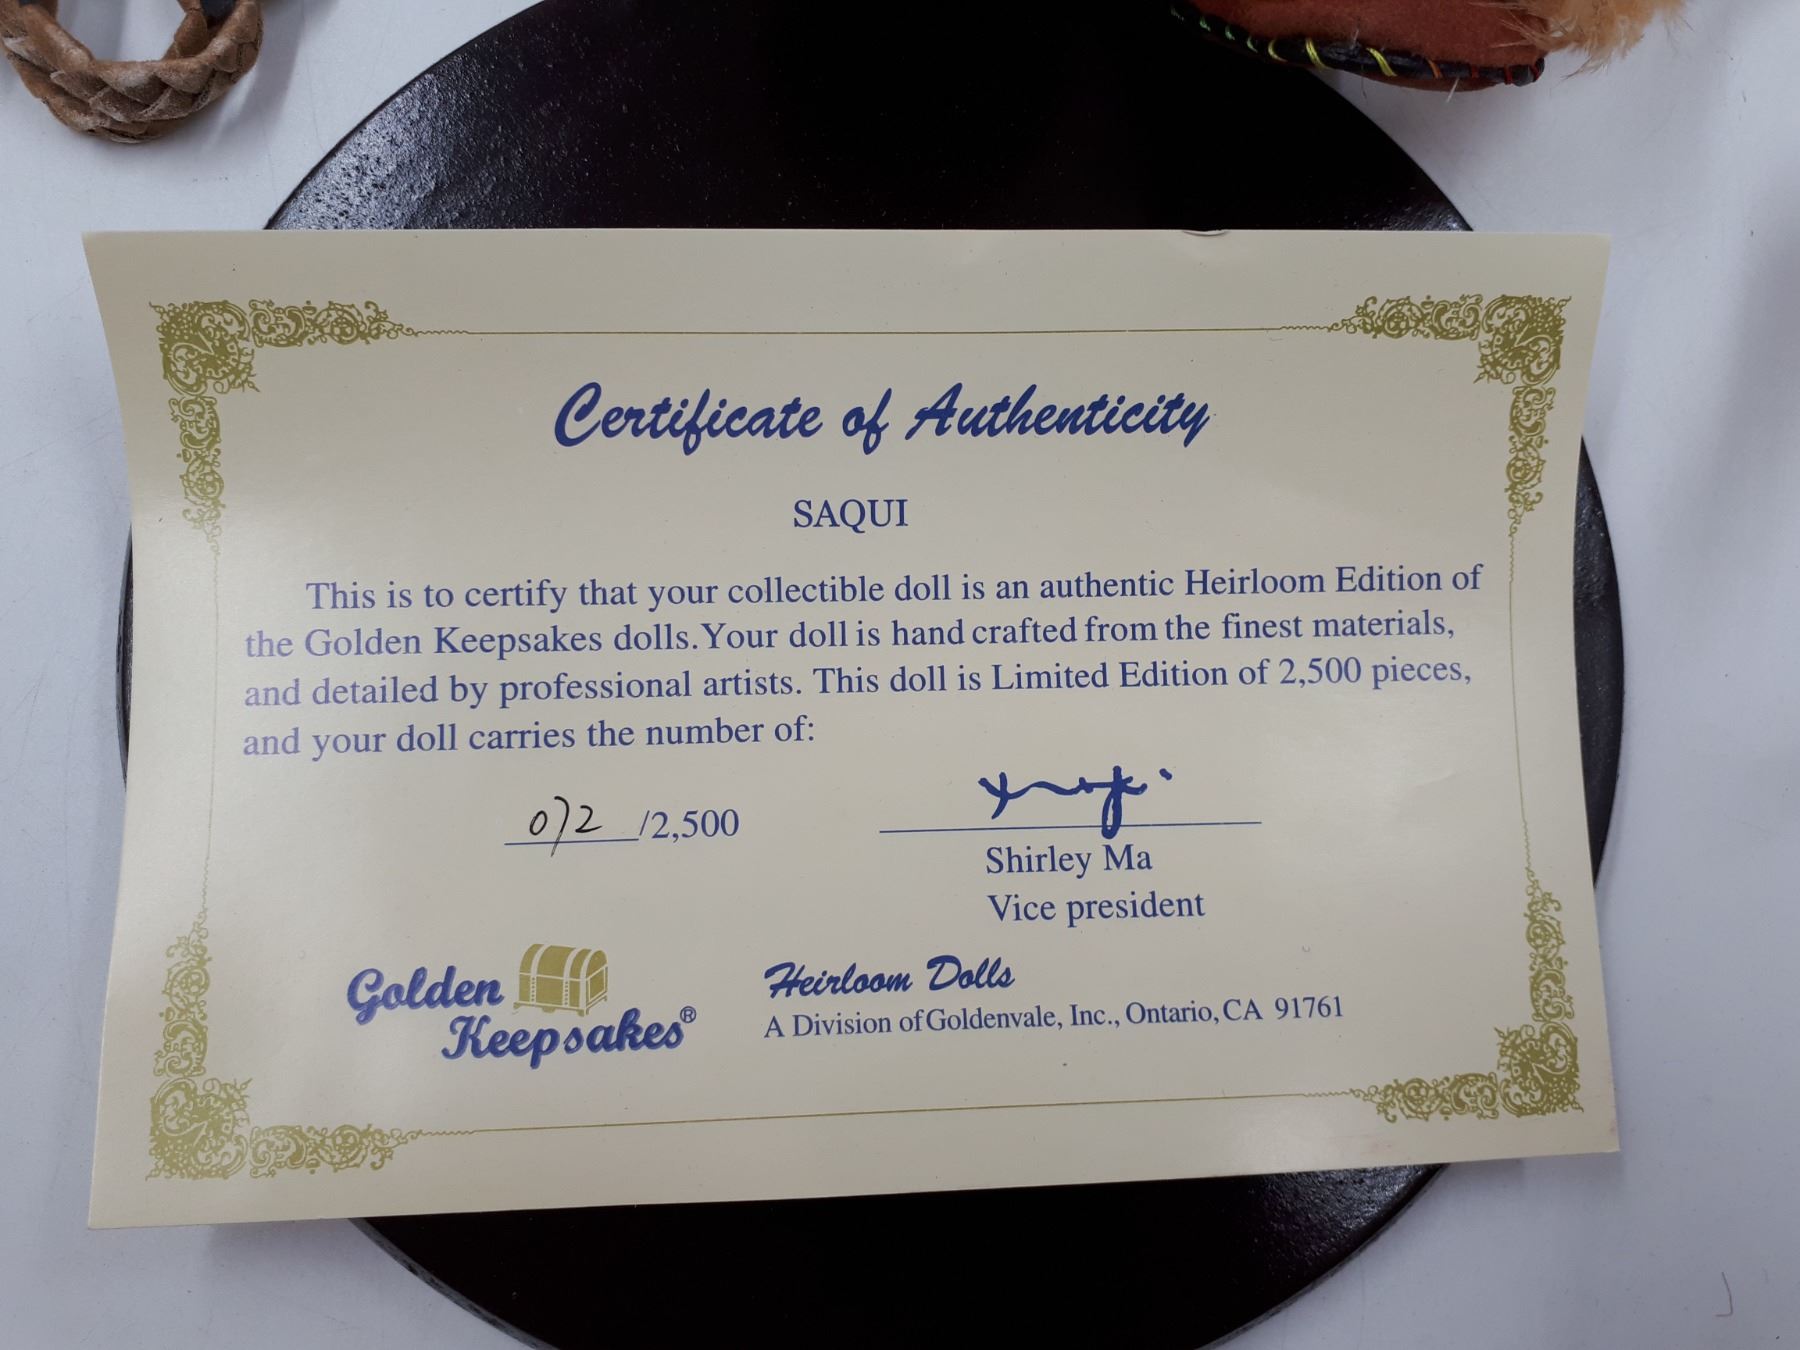 Certificate of Authenticity
SAQUI
This is to certify that your collectible doll is an authentic Heirloom Edition of
the Golden Keepsakes dolls. Your doll is hand crafted from the finest materials,
and detailed by professional artists. This doll is Limited Edition of 2,500 pieces,
and your doll carries the number of:
/2,500
Shirley Ma
Vice president
Golden
Keepsakes®
Heirloom Dolls
A Division of Goldenvale, Inc., Ontario, CA 91761